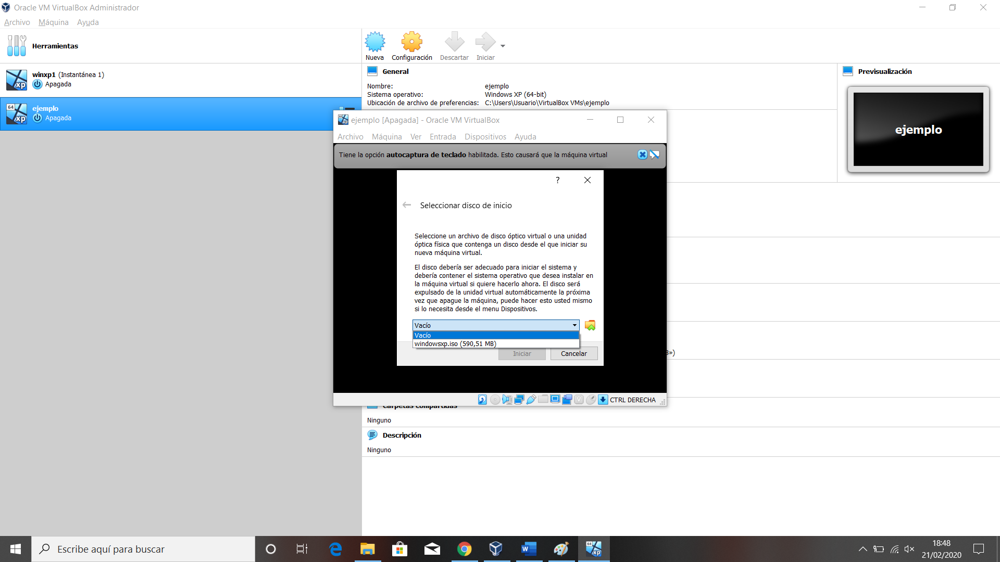 Oracle VM VirtualBox Administrador
Archivo Máquina Ayuda
Herramientas
winxp1 (Instantánea 1)
Apagada
64
xp
ejemplo
Apagada
Nueva Configuración Descartar Iniciar
General
Nombre: ejemplo
Sistema operativo: Windows XP (64-bit)
Ubicación de archivo de preferencias: C:\Users\Usuario\VirtualBox VMs\ejemplo
Previsualización
ejemplo
ejemplo [Apagada] - Oracle VM VirtualBox
Archivo Máquina Ver Entrada Dispositivos Ayuda
Tiene la opción autocaptura de teclado habilitada. Esto causará que la máquina virtual
?
Seleccionar disco de inicio
Seleccione un archivo de disco óptico virtual o una unidad
óptica física que contenga un disco desde el que iniciar su
nueva máquina virtual.
El disco debería ser adecuado para iniciar el sistema y
debería contener el sistema operativo que desea instalar en
la máquina virtual si quiere hacerlo ahora. El disco será
expulsado de la unidad virtual automáticamente la próxima
vez que apague la máquina, puede hacer esto usted mismo
si lo necesita desde el menu Dispositivos.
Vacío
Vacío
windowsxp.iso (590,51 MB)
Iniciar Cancelar
CTRL DERECHA
Carpetas compartidas
Ninguno
Descripción
Ninguno
Escribe aquí para buscar
18:48
21/02/2020